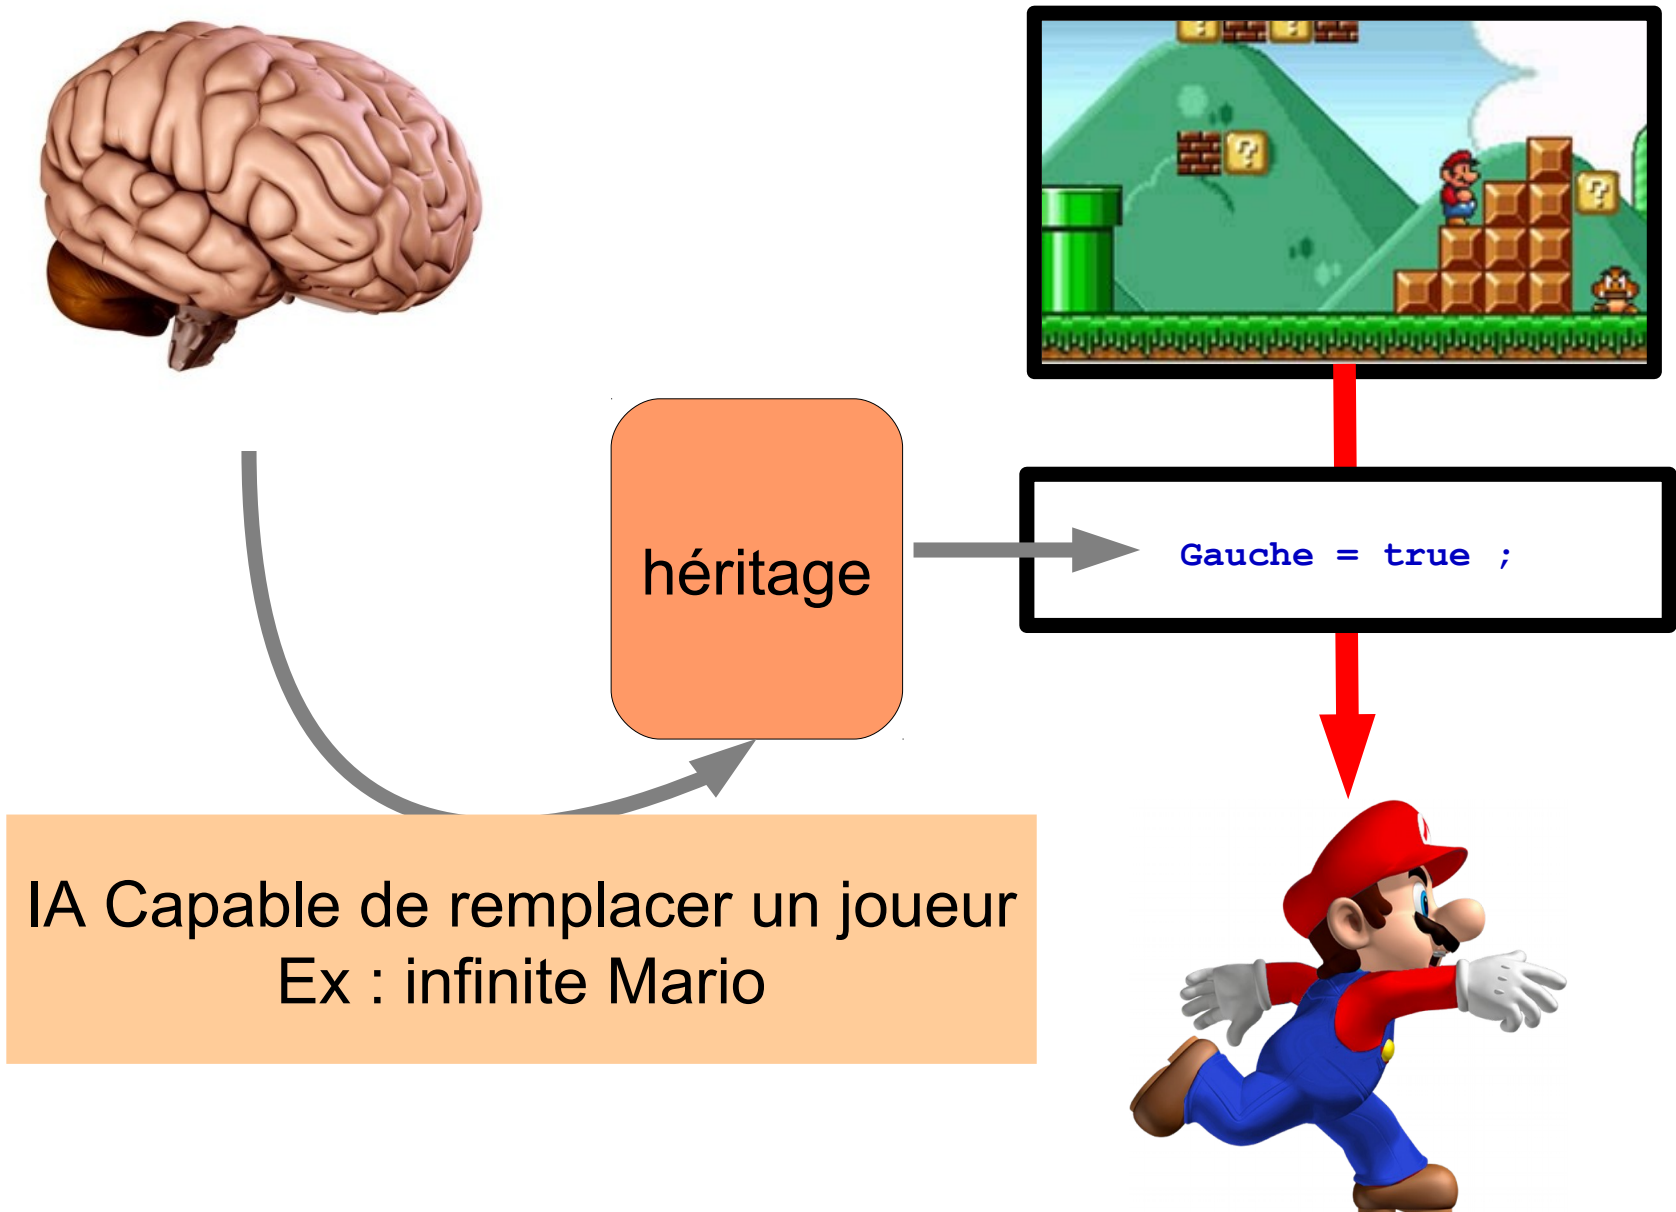 héritage
Gauche = true ;
IA Capable de remplacer un joueur
Ex : infinite Mario